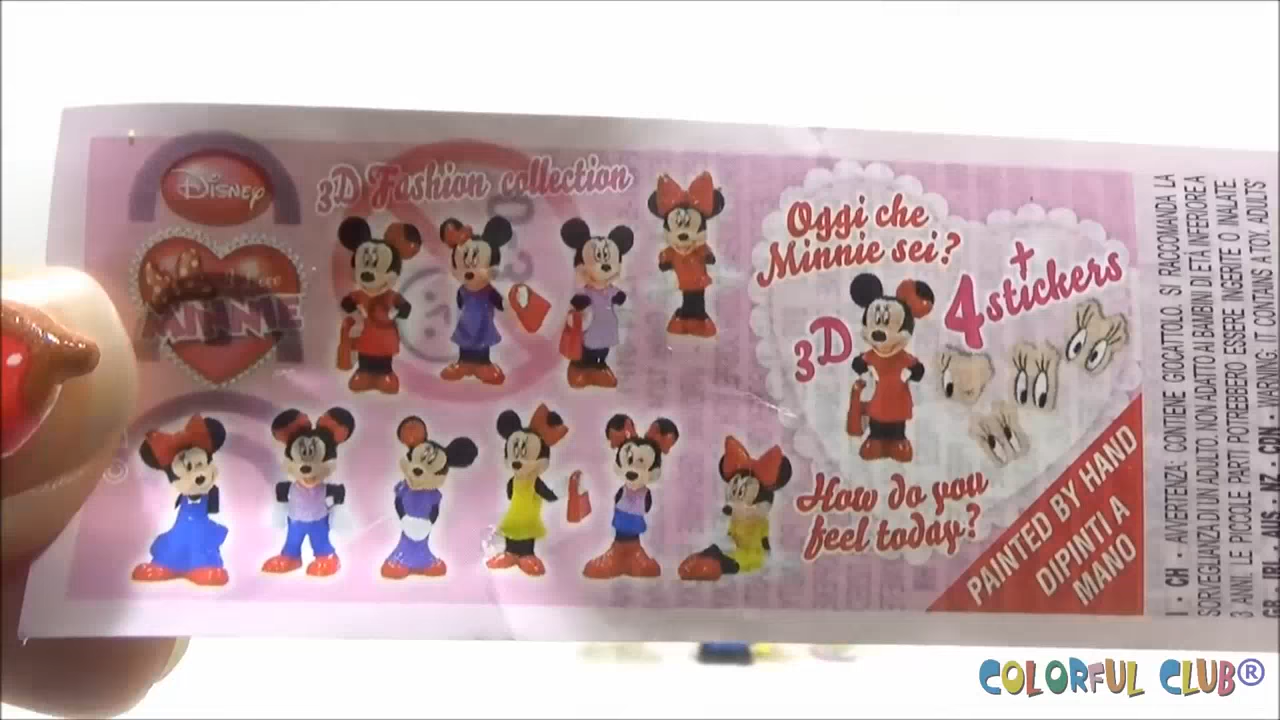 Disney
3D Fashion collection
MINNIE
Oggi che
Minnie sei?
3D
+
4 stickers
How do you
feel today?
PAINTED BY HAND
DIPINTI A
MANO
I - CH - AVVERTENZA: CONTIENE GIOCATTOLO. SI RACCOMANDA LA
SORVEGLIANZA DI UN ADULTO. NON ADATTO AI BAMBINI DI ETÀ INFERIORE A
3 ANNI. LE PICCOLE PARTI POTREBBERO ESSERE INGERITE O INALATE.
GB - IRL - AUS - NZ - CDN - WARNING: IT CONTAINS A TOY. ADULTS'
©
COLORFUL CLUB®